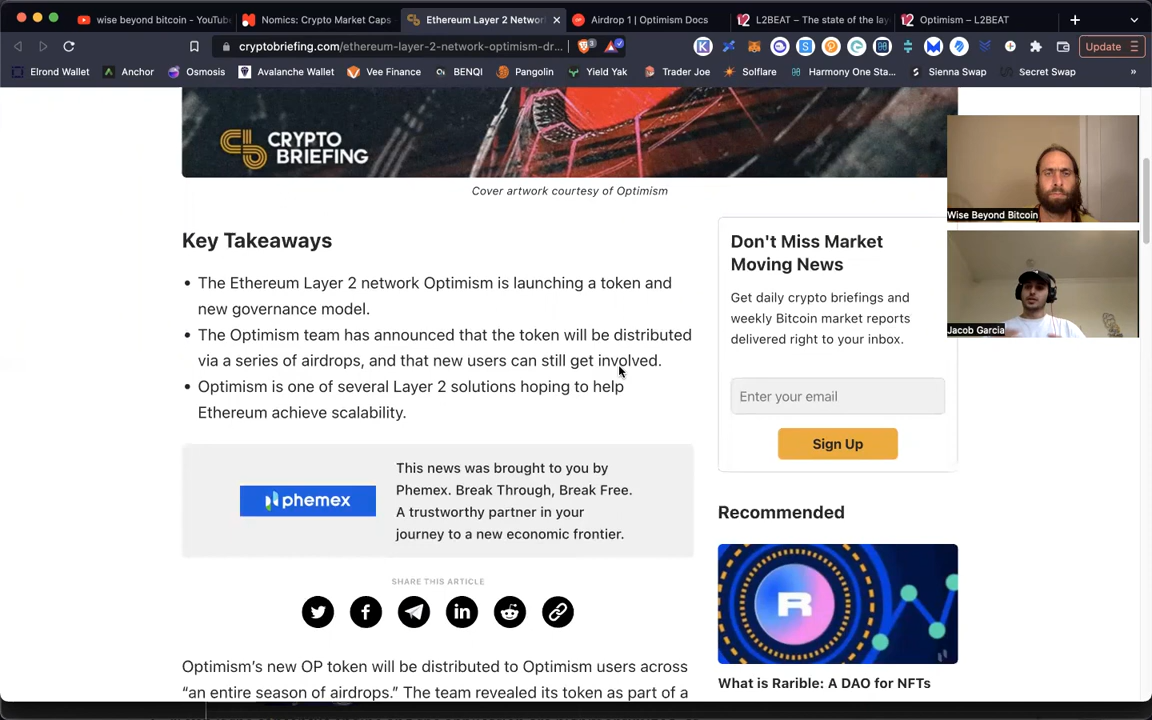 wise beyond bitcoin - YouTub
Nomics: Crypto Market Caps
Ethereum Layer 2 Networ
Airdrop 1 | Optimism Docs
L2BEAT – The state of the lay
Optimism – L2BEAT
cryptobriefing.com/ethereum-layer-2-network-optimism-dr...
Update
Elrond Wallet
Anchor
Osmosis
Avalanche Wallet
Vee Finance
BENQI
Pangolin
Yield Yak
Trader Joe
Solflare
Harmony One Sta...
Sienna Swap
Secret Swap
CRYPTO
BRIEFING
Cover artwork courtesy of Optimism
Key Takeaways
• The Ethereum Layer 2 network Optimism is launching a token and
new governance model.
• The Optimism team has announced that the token will be distributed
via a series of airdrops, and that new users can still get involved.
• Optimism is one of several Layer 2 solutions hoping to help
Ethereum achieve scalability.
phemex
This news was brought to you by
Phemex. Break Through, Break Free.
A trustworthy partner in your
journey to a new economic frontier.
SHARE THIS ARTICLE
Optimism's new OP token will be distributed to Optimism users across
"an entire season of airdrops." The team revealed its token as part of a
Don't Miss Market
Moving News
Get daily crypto briefings and
weekly Bitcoin market reports
delivered right to your inbox.
Enter your email
Sign Up
Recommended
R
What is Rarible: A DAO for NFTs
Wise Beyond Bitcoin
Jacob Garcia